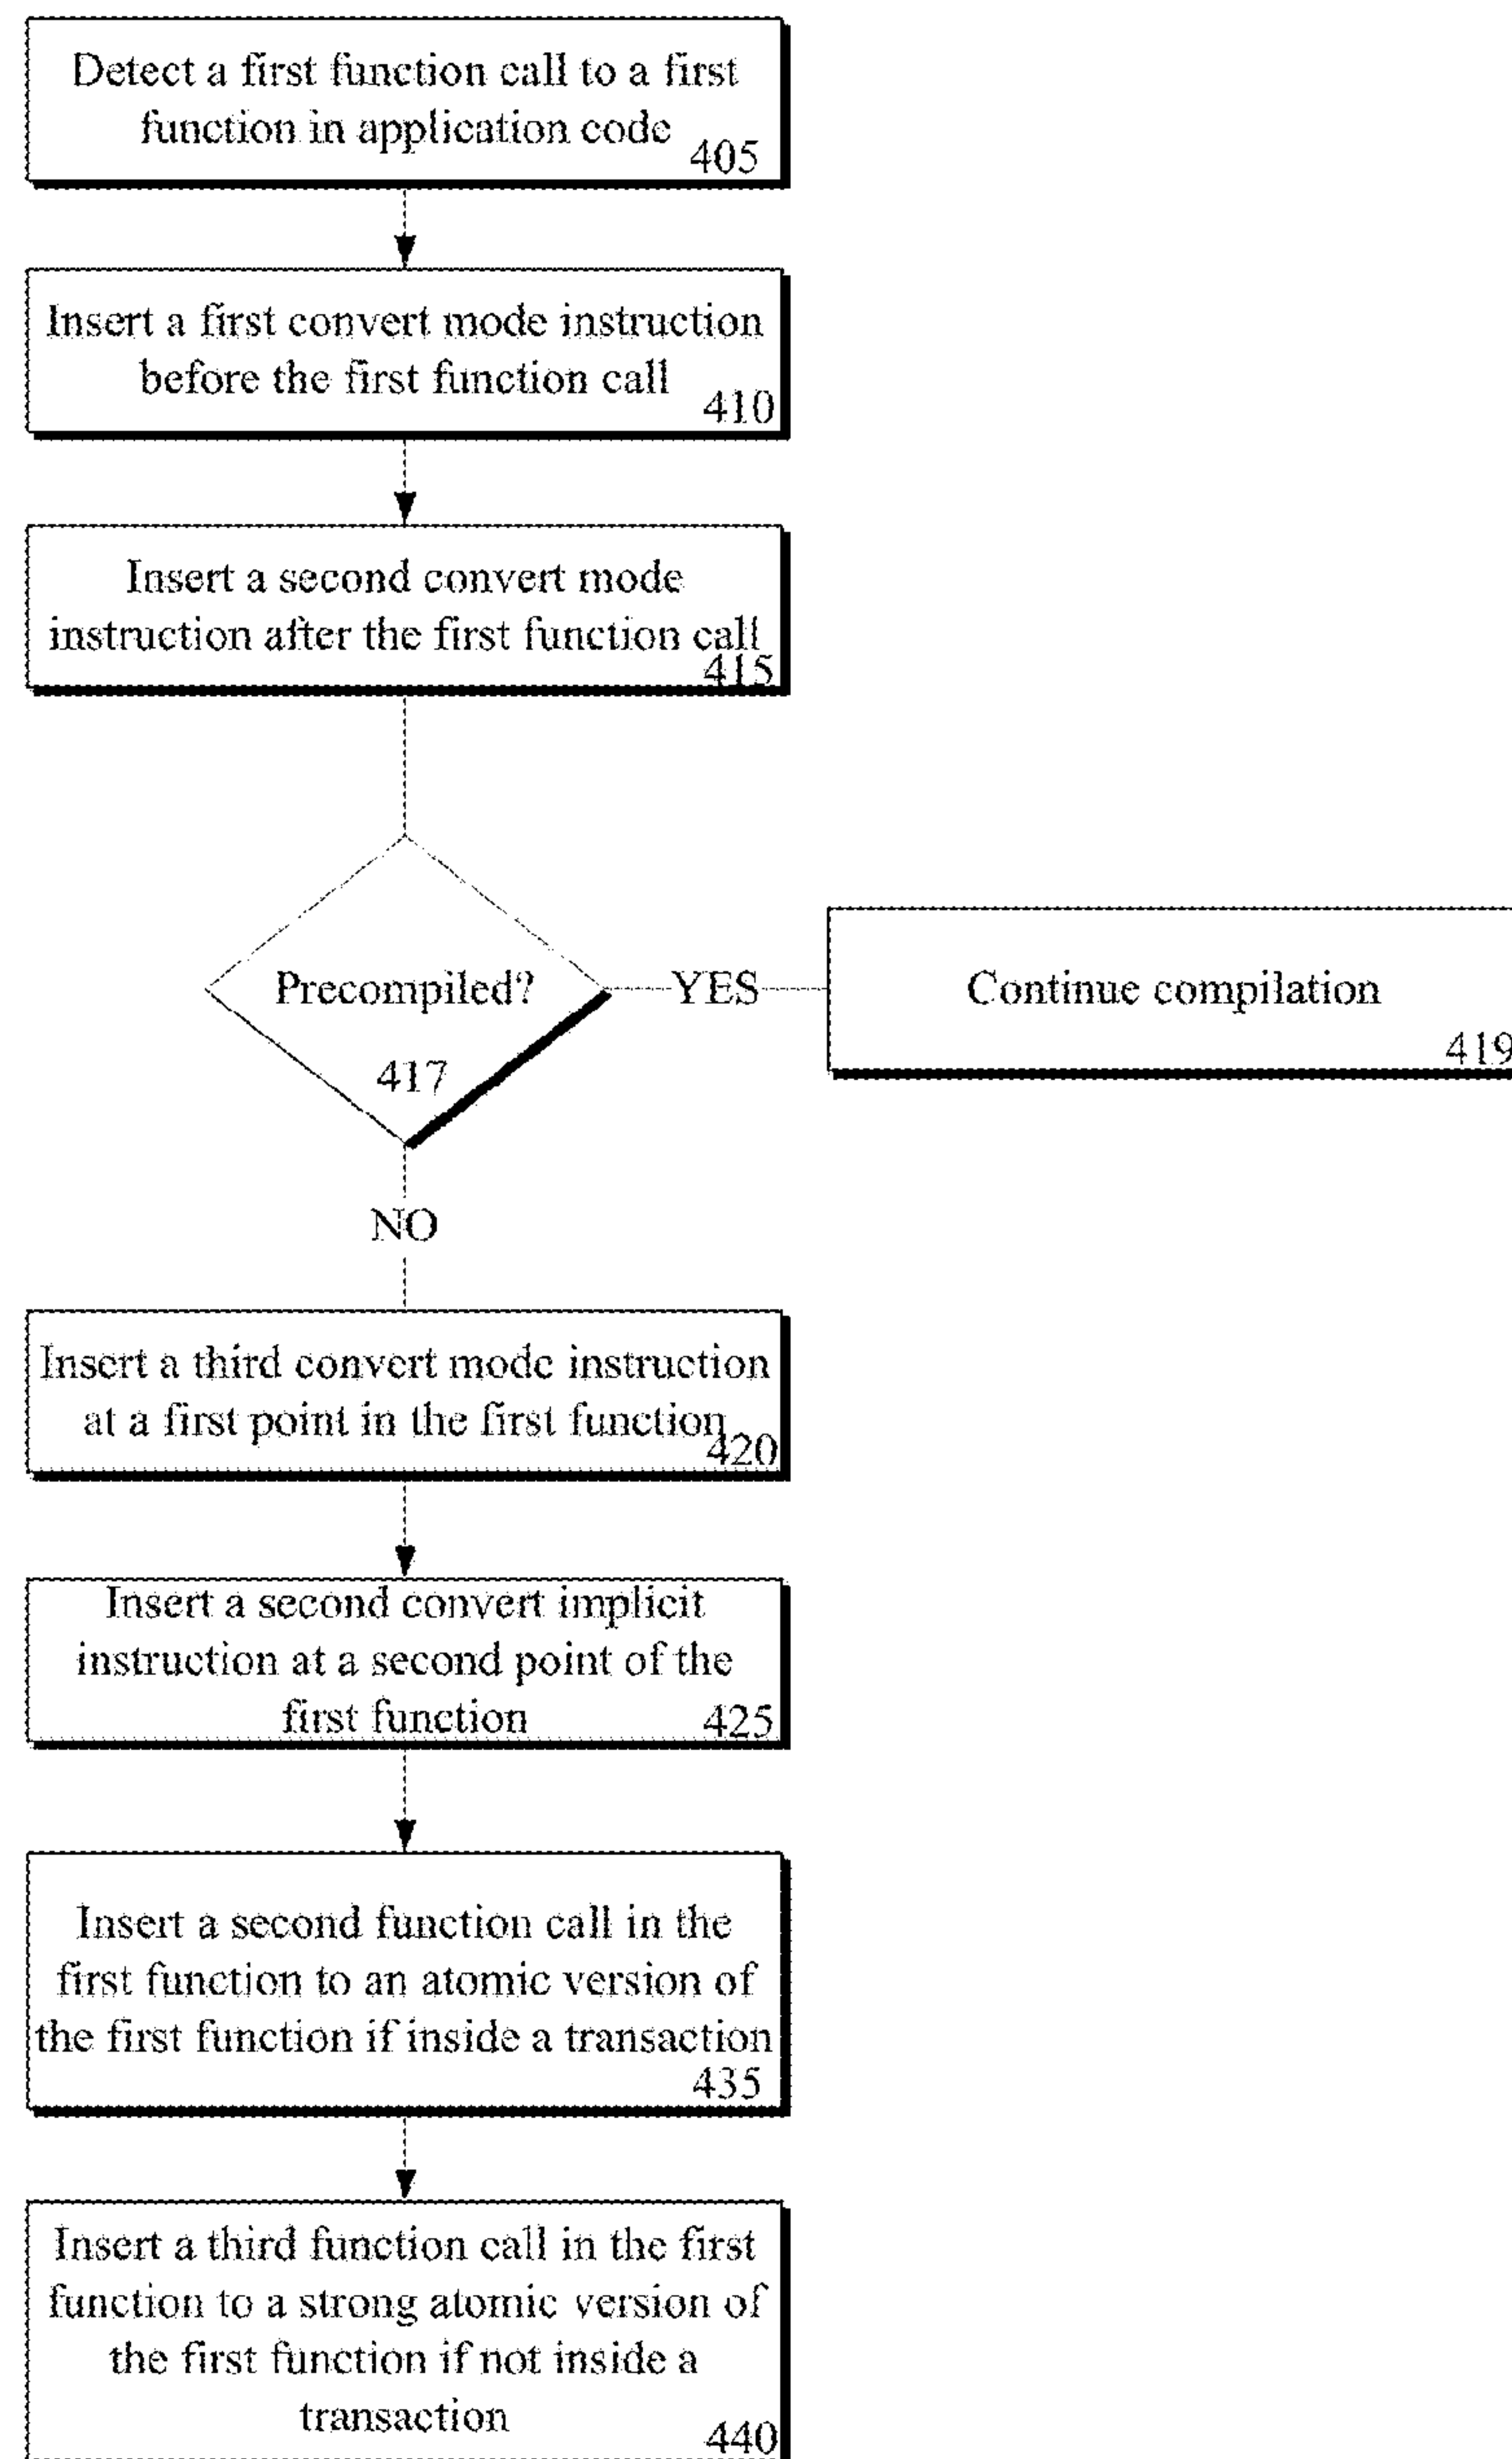 Detect a first function call to a first
function in application code
405
Insert a first convert mode instruction
before the first function call
410
Insert a second convert mode
instruction after the first function call
415
Precompiled?
417
YES
Continue compilation
419
NO
Insert a third convert mode instruction
at a first point in the first function
420
Insert a second convert implicit
instruction at a second point of the
first function
425
Insert a second function call in the
first function to an atomic version of
the first function if inside a transaction
435
Insert a third function call in the first
function to a strong atomic version of
the first function if not inside a
transaction
440